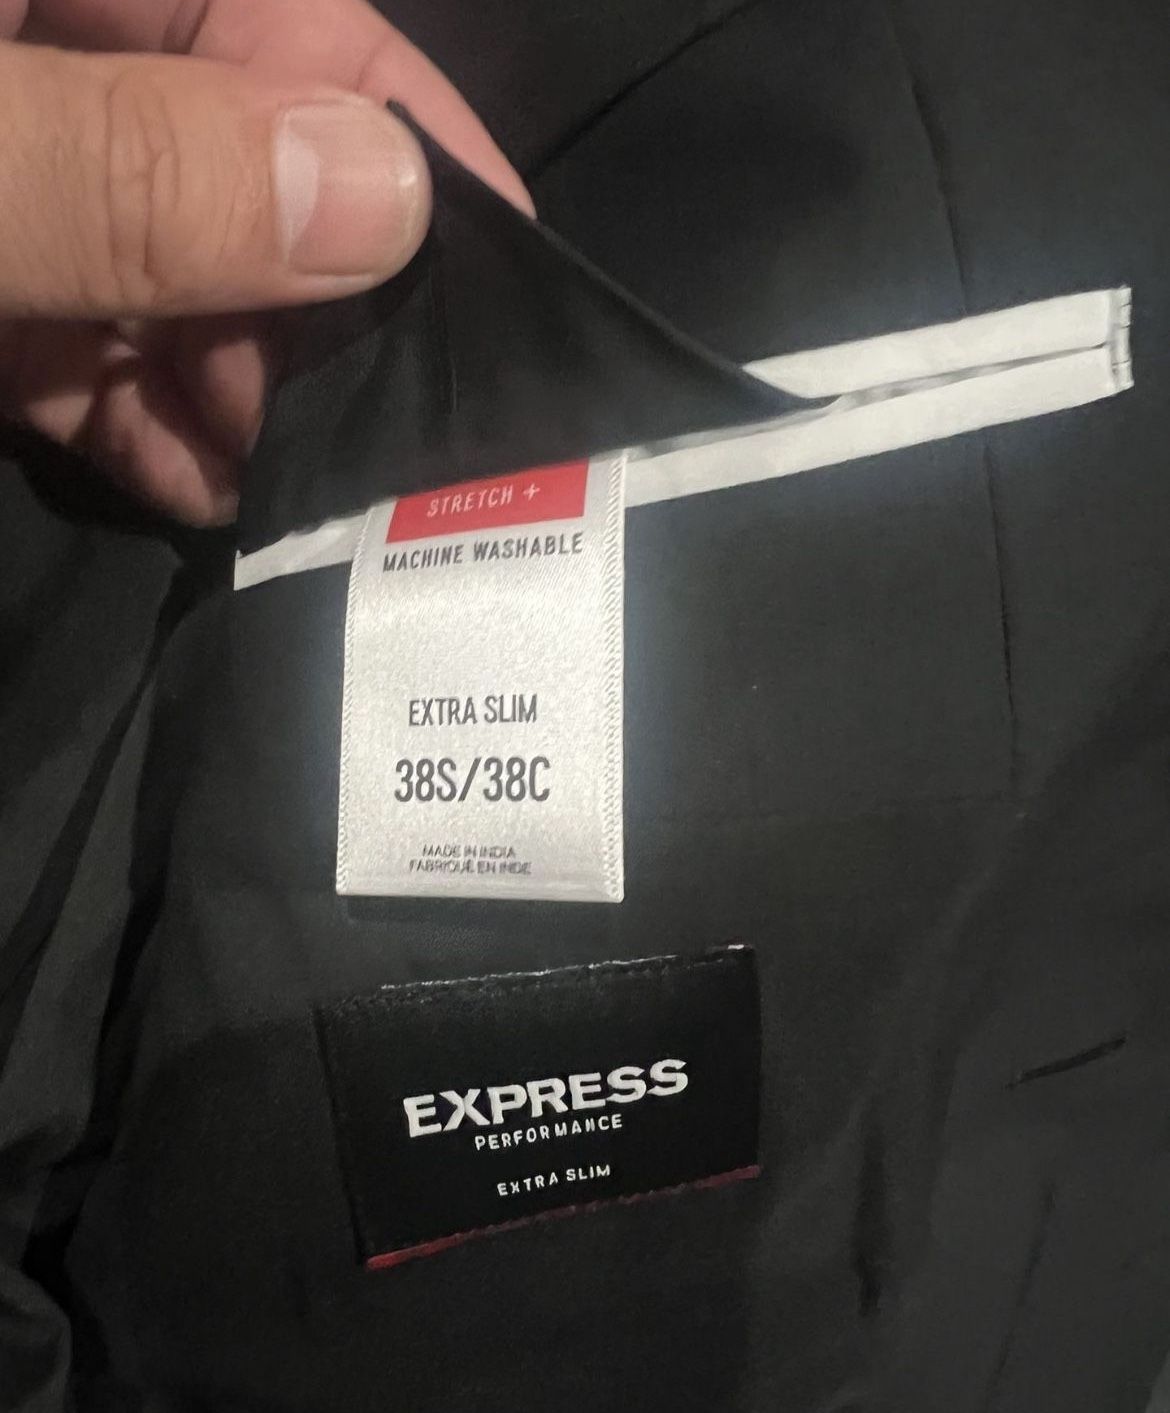 STRETCH +
MACHINE WASHABLE
EXTRA SLIM
38S/38C
MADE IN INDIA
FABRIQUÉ EN INDE
EXPRESS
PERFORMANCE
EXTRA SLIM